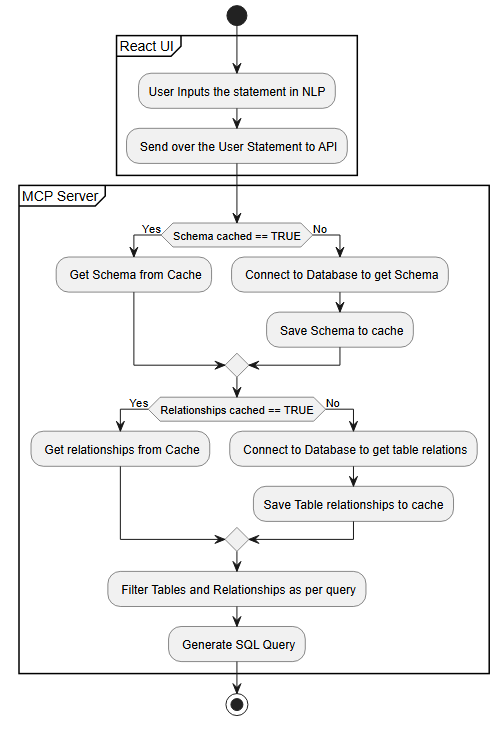 React UI
User Inputs the statement in NLP
Send over the User Statement to API
MCP Server
Yes
Schema cached == TRUE
No
Get Schema from Cache
Connect to Database to get Schema
Save Schema to cache
Yes
Relationships cached == TRUE
No
Get relationships from Cache
Connect to Database to get table relations
Save Table relationships to cache
Filter Tables and Relationships as per query
Generate SQL Query